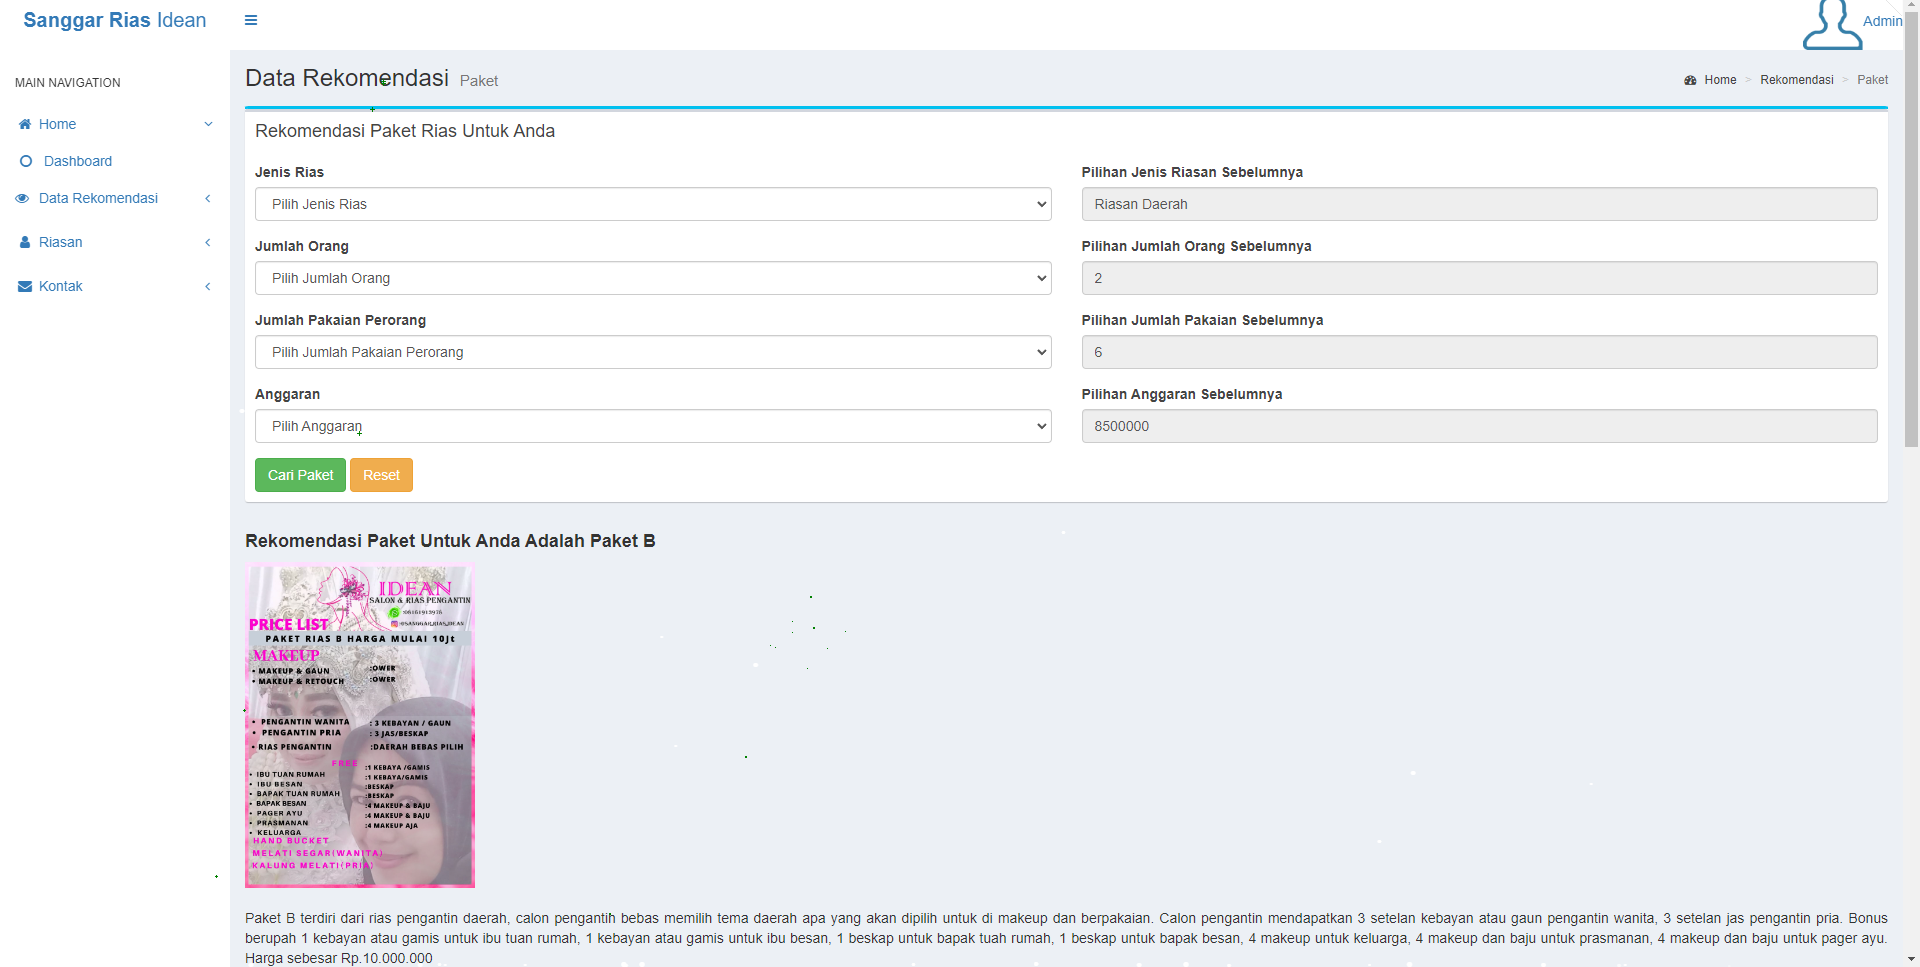 Sanggar Rias Idean
Admin
MAIN NAVIGATION
Home
Dashboard
Data Rekomendasi
Riasan
Kontak
Data Rekomendasi Paket
Home > Rekomendasi > Paket
Rekomendasi Paket Rias Untuk Anda
Jenis Rias
Pilih Jenis Rias
Pilihan Jenis Riasan Sebelumnya
Riasan Daerah
Jumlah Orang
Pilih Jumlah Orang
Pilihan Jumlah Orang Sebelumnya
2
Jumlah Pakaian Perorang
Pilih Jumlah Pakaian Perorang
Pilihan Jumlah Pakaian Sebelumnya
6
Anggaran
Pilih Anggaran
Pilihan Anggaran Sebelumnya
8500000
Cari Paket
Reset
Rekomendasi Paket Untuk Anda Adalah Paket B
IDEAN
SALON & RIAS PENGANTIN
PRICE LIST
PAKET RIAS B HARGA MULAI 10Jt
MAKEUP
• MAKEUP & GAUN :OWER
• MAKEUP & RETOUCH :OWER
• PENGANTIN WANITA : 3 KEBAYAN / GAUN
• PENGANTIN PRIA : 3 JAS/BESKAP
• RIAS PENGANTIN :DAERAH BEBAS PILIH
FREE
• IBU TUAN RUMAH :1 KEBAYA /GAMIS
• IBU BESAN :1 KEBAYA/GAMIS
• BAPAK TUAN RUMAH :BESKAP
• BAPAK BESAN :BESKAP
• PAGER AYU :4 MAKEUP & BAJU
• PRASMANAN :4 MAKEUP & BAJU
• KELUARGA :4 MAKEUP AJA
HAND BUCKET
MELATI SEGAR(WANITA)
KALUNG MELATI(PRIA)
Paket B terdiri dari rias pengantin daerah, calon pengantih bebas memilih tema daerah apa yang akan dipilih untuk di makeup dan berpakaian. Calon pengantin mendapatkan 3 setelan kebayan atau gaun pengantin wanita, 3 setelan jas pengantin pria. Bonus
berupah 1 kebayan atau gamis untuk ibu tuan rumah, 1 kebayan atau gamis untuk ibu besan, 1 beskap untuk bapak tuah rumah, 1 beskap untuk bapak besan, 4 makeup untuk keluarga, 4 makeup dan baju untuk prasmanan, 4 makeup dan baju untuk pager ayu.
Harga sebesar Rp.10.000.000